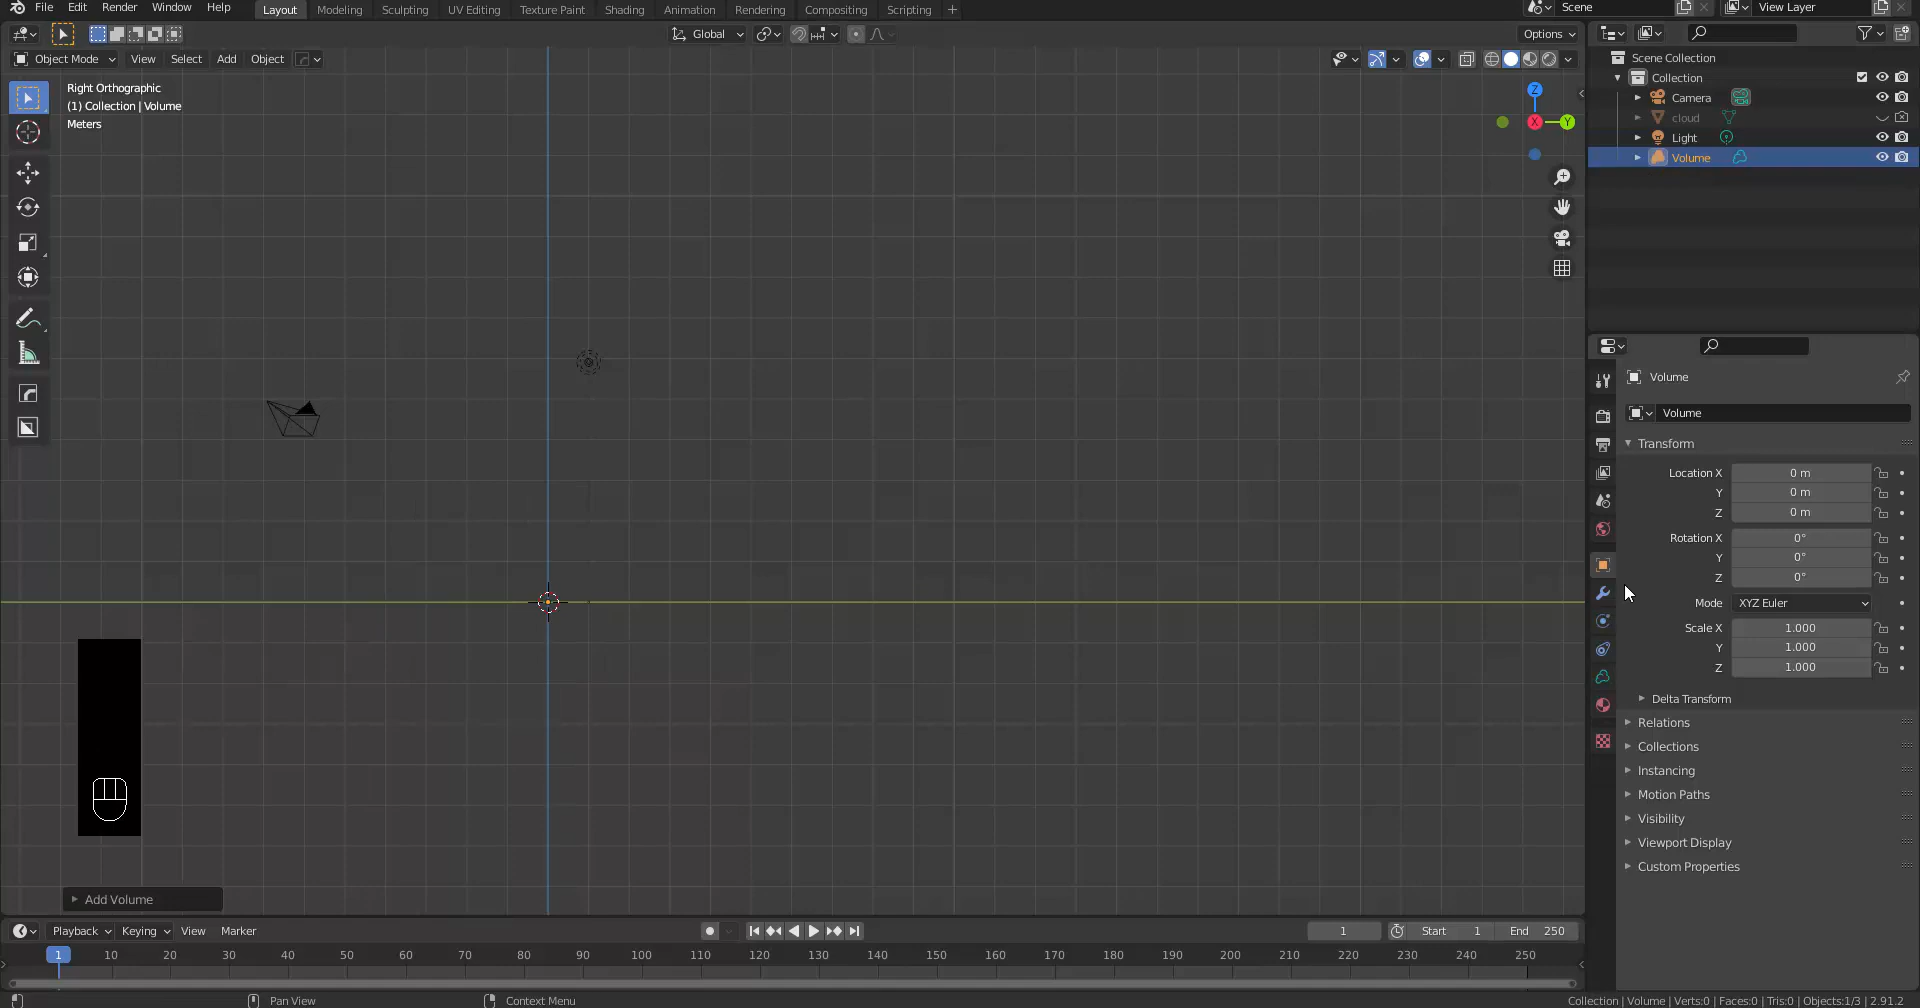 File Edit Render Window Help Layout Modeling Sculpting UV Editing Texture Paint Shading Animation Rendering Compositing Scripting + Scene View Layer
Global Options
Object Mode View Select Add Object
Right Orthographic
(1) Collection | Volume
Meters
Z
X
Y
Scene Collection
Collection
Camera
cloud
Light
Volume
Volume
Volume
Transform
Location X 0 m
Y 0 m
Z 0 m
Rotation X 0°
Y 0°
Z 0°
Mode XYZ Euler
Scale X 1.000
Y 1.000
Z 1.000
Delta Transform
Relations
Collections
Instancing
Motion Paths
Visibility
Viewport Display
Custom Properties
Add Volume
Playback Keying View Marker 1 Start 1 End 250
1 10 20 30 40 50 60 70 80 90 100 110 120 130 140 150 160 170 180 190 200 210 220 230 240 250
Pan View Context Menu Collection | Volume | Verts:0 | Faces:0 | Tris:0 | Objects:1/3 | 2.91.2